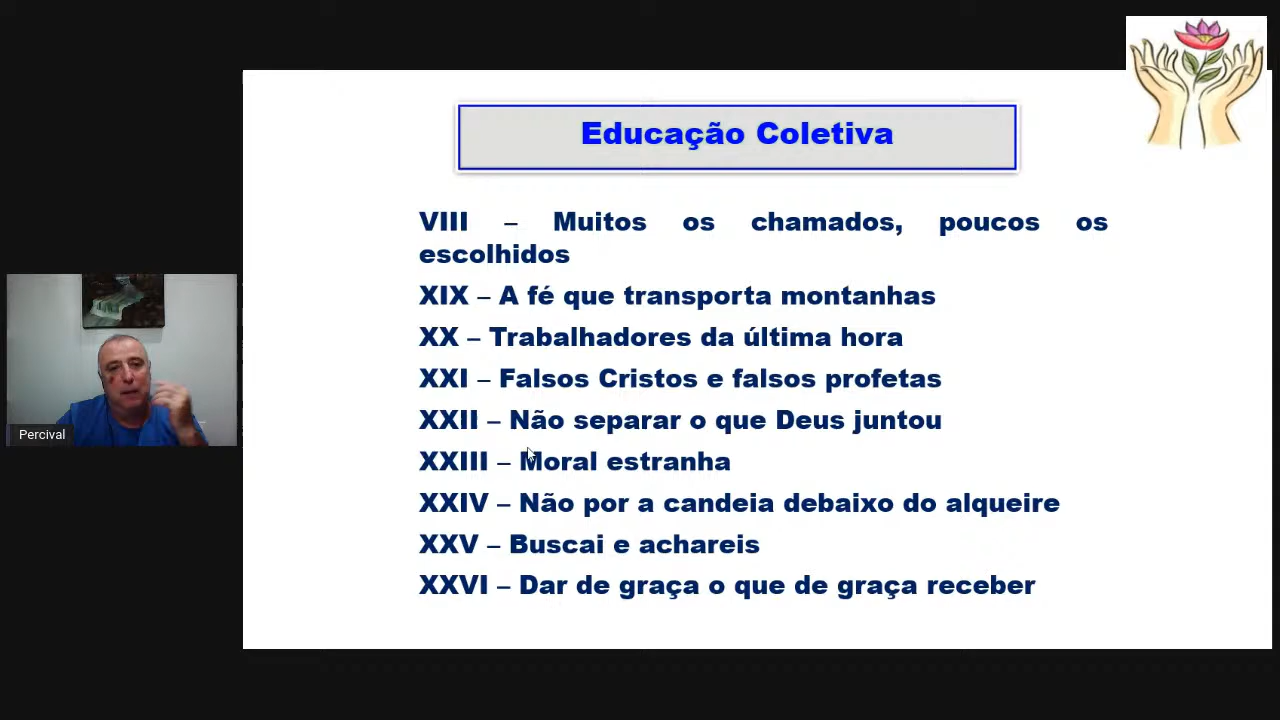 Educação Coletiva
VIII – Muitos os chamados, poucos os
escolhidos
XIX – A fé que transporta montanhas
XX – Trabalhadores da última hora
XXI – Falsos Cristos e falsos profetas
XXII – Não separar o que Deus juntou
XXIII – Moral estranha
XXIV – Não por a candeia debaixo do alqueire
XXV – Buscai e achareis
XXVI – Dar de graça o que de graça receber
Percival